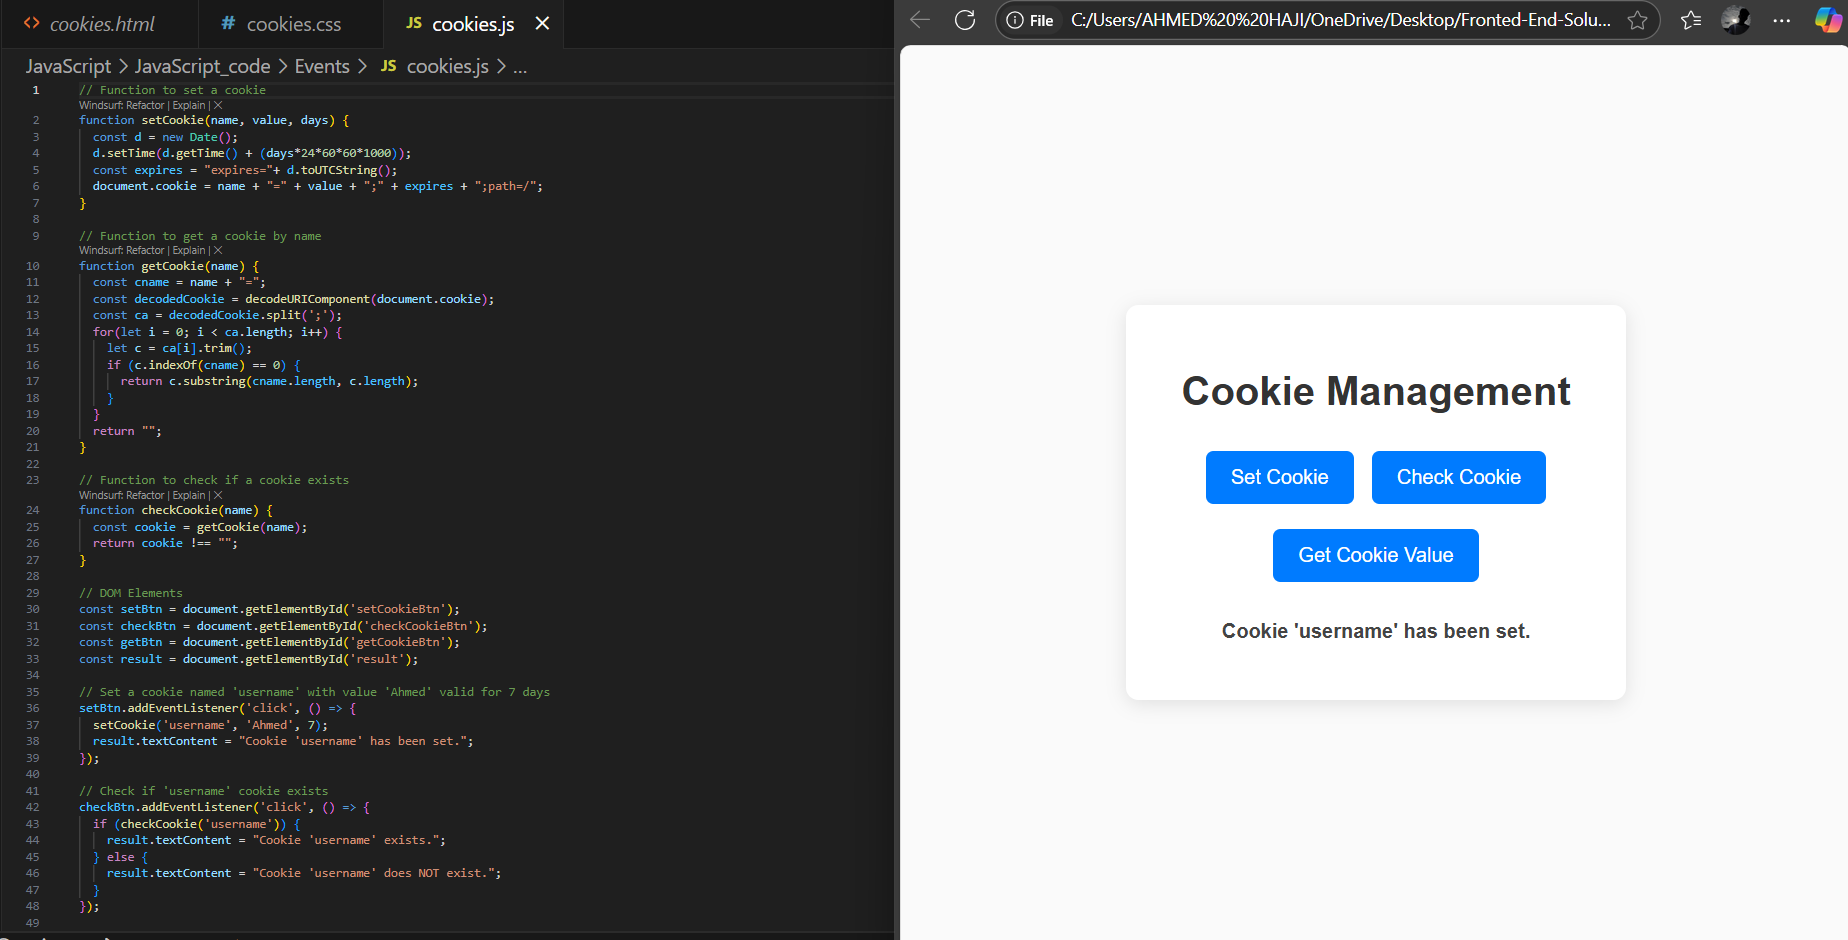 cookies.html
# cookies.css
JS cookies.js
JavaScript > JavaScript_code > Events > JS cookies.js > ...
1 // Function to set a cookie
Windsurf: Refactor | Explain | X
2 function setCookie(name, value, days) {
3 const d = new Date();
4 d.setTime(d.getTime() + (days*24*60*60*1000));
5 const expires = "expires="+ d.toUTCString();
6 document.cookie = name + "=" + value + ";" + expires + ";path=/";
7 }
8
9 // Function to get a cookie by name
Windsurf: Refactor | Explain | X
10 function getCookie(name) {
11 const cname = name + "=";
12 const decodedCookie = decodeURIComponent(document.cookie);
13 const ca = decodedCookie.split(';');
14 for(let i = 0; i < ca.length; i++) {
15 let c = ca[i].trim();
16 if (c.indexOf(cname) == 0) {
17 return c.substring(cname.length, c.length);
18 }
19 }
20 return "";
21 }
22
23 // Function to check if a cookie exists
Windsurf: Refactor | Explain | X
24 function checkCookie(name) {
25 const cookie = getCookie(name);
26 return cookie !== "";
27 }
28
29 // DOM Elements
30 const setBtn = document.getElementById('setCookieBtn');
31 const checkBtn = document.getElementById('checkCookieBtn');
32 const getBtn = document.getElementById('getCookieBtn');
33 const result = document.getElementById('result');
34
35 // Set a cookie named 'username' with value 'Ahmed' valid for 7 days
36 setBtn.addEventListener('click', () => {
37 setCookie('username', 'Ahmed', 7);
38 result.textContent = "Cookie 'username' has been set.";
39 });
40
41 // Check if 'username' cookie exists
42 checkBtn.addEventListener('click', () => {
43 if (checkCookie('username')) {
44 result.textContent = "Cookie 'username' exists.";
45 } else {
46 result.textContent = "Cookie 'username' does NOT exist.";
47 }
48 });
49
File C:/Users/AHMED%20%20HAJI/OneDrive/Desktop/Fronted-End-Solu...
Cookie Management
Set Cookie
Check Cookie
Get Cookie Value
Cookie 'username' has been set.